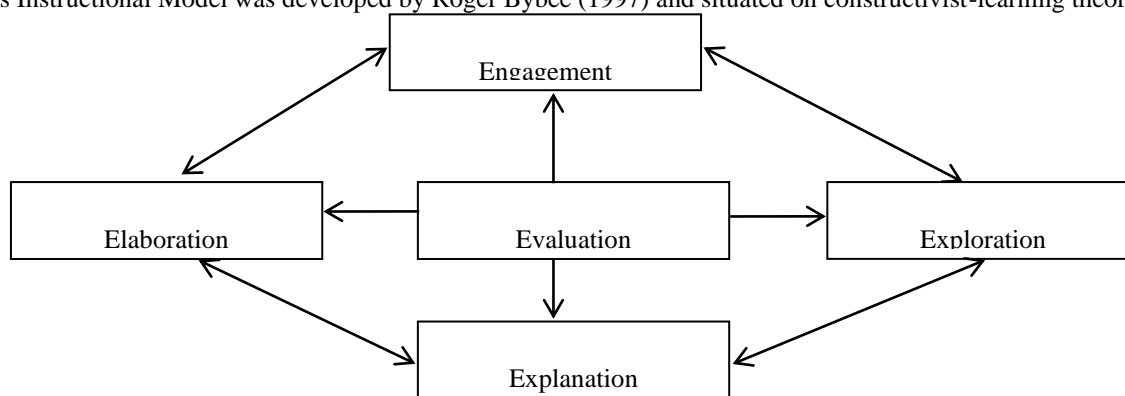 s Instructional Model was developed by Roger Bybee (1997) and situated on constructivist-learning theor
Engagement
Elaboration Evaluation Exploration
Explanation